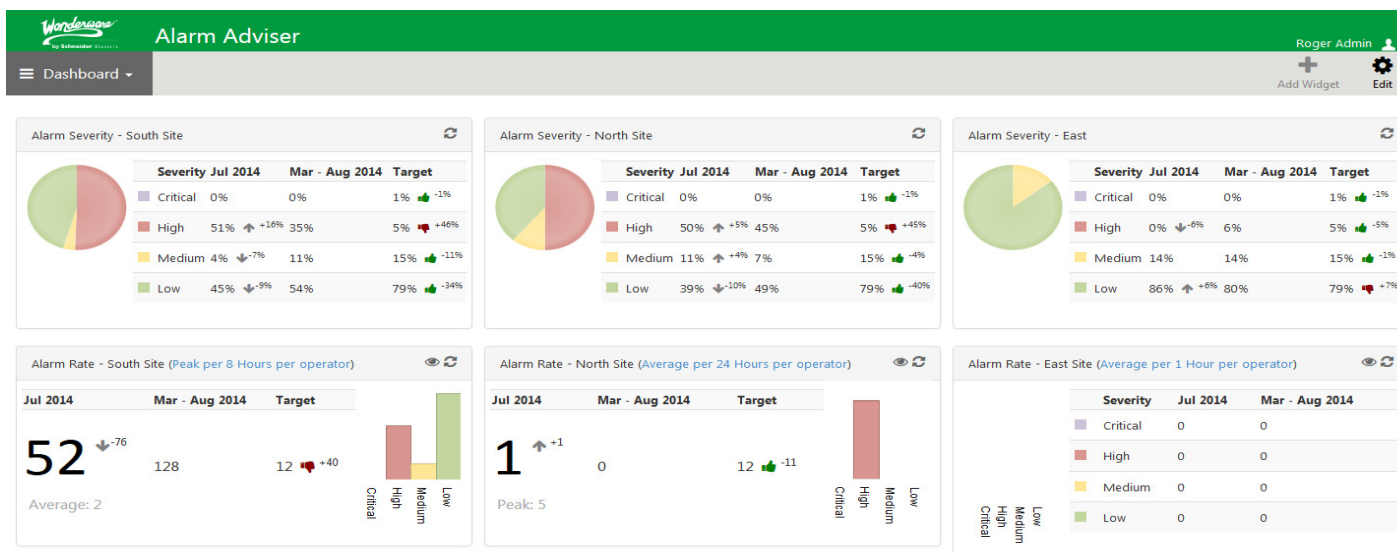 Wonderware
by Schneider Electric
Alarm Adviser
Roger Admin
Dashboard
Add Widget
Edit
Alarm Severity - South Site
Severity Jul 2014 Mar - Aug 2014 Target
Critical 0% 0% 1% -1%
High 51% +16% 35% 5% +46%
Medium 4% -7% 11% 15% -11%
Low 45% -9% 54% 79% -34%
Alarm Severity - North Site
Severity Jul 2014 Mar - Aug 2014 Target
Critical 0% 0% 1% -1%
High 50% +5% 45% 5% +45%
Medium 11% +4% 7% 15% -4%
Low 39% -10% 49% 79% -40%
Alarm Severity - East
Severity Jul 2014 Mar - Aug 2014 Target
Critical 0% 0% 1% -1%
High 0% -6% 6% 5% -5%
Medium 14% 14% 15% -1%
Low 86% +6% 80% 79% +7%
Alarm Rate - South Site (Peak per 8 Hours per operator)
Jul 2014 Mar - Aug 2014 Target
52 -76 128 12 +40
Average: 2
Critical
High
Medium
Low
Alarm Rate - North Site (Average per 24 Hours per operator)
Jul 2014 Mar - Aug 2014 Target
1 +1 0 12 -11
Peak: 5
Critical
High
Medium
Low
Alarm Rate - East Site (Average per 1 Hour per operator)
Severity Jul 2014 Mar - Aug 2014
Critical 0 0
High 0 0
Medium 0 0
Low 0 0
Critical
High
Medium
Low